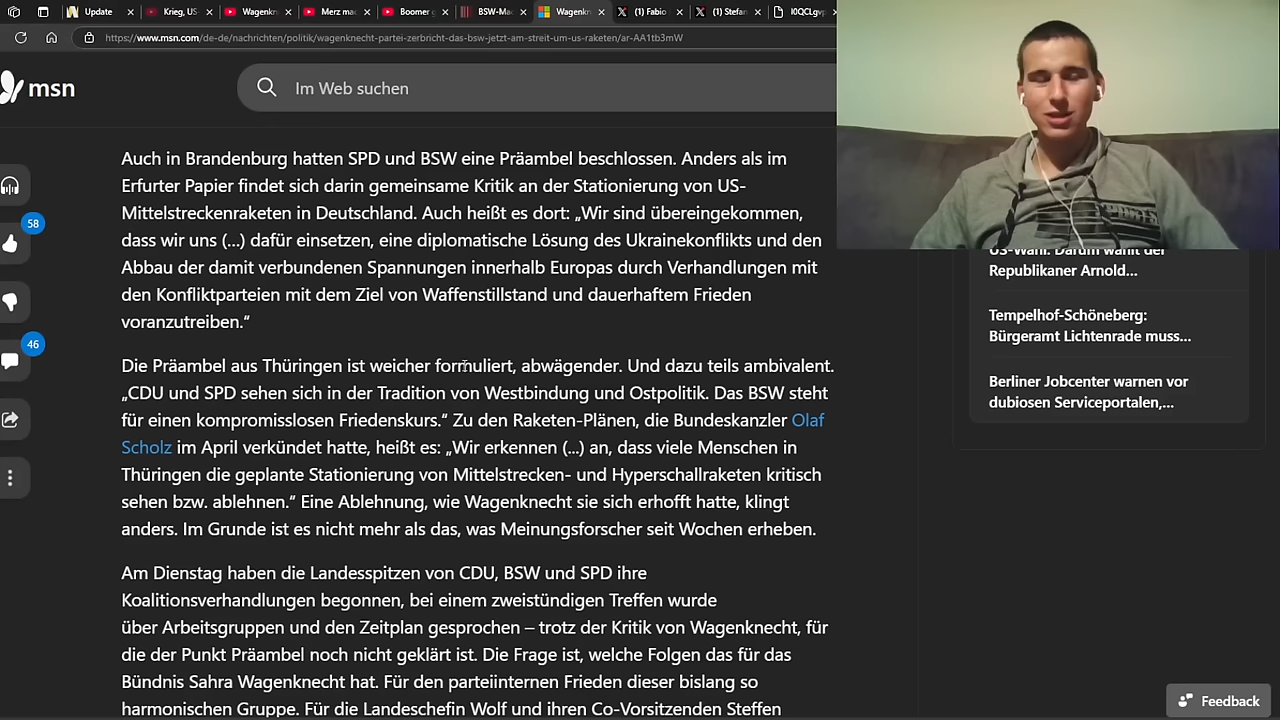 Update
Krieg, US-
Wagenkn
Merz ma
Boomer g
BSW-Mac
Wagenkn
(1) Fabio
(1) Stefan
https://www.msn.com/de-de/nachrichten/politik/wagenknecht-partei-zerbricht-das-bsw-jetzt-am-streit-um-us-raketen/ar-AA1tb3mW
msn
Im Web suchen
58
46
Auch in Brandenburg hatten SPD und BSW eine Präambel beschlossen. Anders als im
Erfurter Papier findet sich darin gemeinsame Kritik an der Stationierung von US-
Mittelstreckenraketen in Deutschland. Auch heißt es dort: „Wir sind übereingekommen,
dass wir uns (…) dafür einsetzen, eine diplomatische Lösung des Ukrainekonflikts und den
Abbau der damit verbundenen Spannungen innerhalb Europas durch Verhandlungen mit
den Konfliktparteien mit dem Ziel von Waffenstillstand und dauerhaftem Frieden
voranzutreiben.“
Die Präambel aus Thüringen ist weicher formuliert, abwägender. Und dazu teils ambivalent.
„CDU und SPD sehen sich in der Tradition von Westbindung und Ostpolitik. Das BSW steht
für einen kompromisslosen Friedenskurs.“ Zu den Raketen-Plänen, die Bundeskanzler Olaf
Scholz im April verkündet hatte, heißt es: „Wir erkennen (...) an, dass viele Menschen in
Thüringen die geplante Stationierung von Mittelstrecken- und Hyperschallraketen kritisch
sehen bzw. ablehnen.“ Eine Ablehnung, wie Wagenknecht sie sich erhofft hatte, klingt
anders. Im Grunde ist es nicht mehr als das, was Meinungsforscher seit Wochen erheben.
Am Dienstag haben die Landesspitzen von CDU, BSW und SPD ihre
Koalitionsverhandlungen begonnen, bei einem zweistündigen Treffen wurde
über Arbeitsgruppen und den Zeitplan gesprochen – trotz der Kritik von Wagenknecht, für
die der Punkt Präambel noch nicht geklärt ist. Die Frage ist, welche Folgen das für das
Bündnis Sahra Wagenknecht hat. Für den parteiinternen Frieden dieser bislang so
harmonischen Gruppe. Für die Landeschefin Wolf und ihren Co-Vorsitzenden Steffen
US-Wahl: Darum wählt der
Republikaner Arnold...
Tempelhof-Schöneberg:
Bürgeramt Lichtenrade muss...
Berliner Jobcenter warnen vor
dubiosen Serviceportalen,...
Feedback